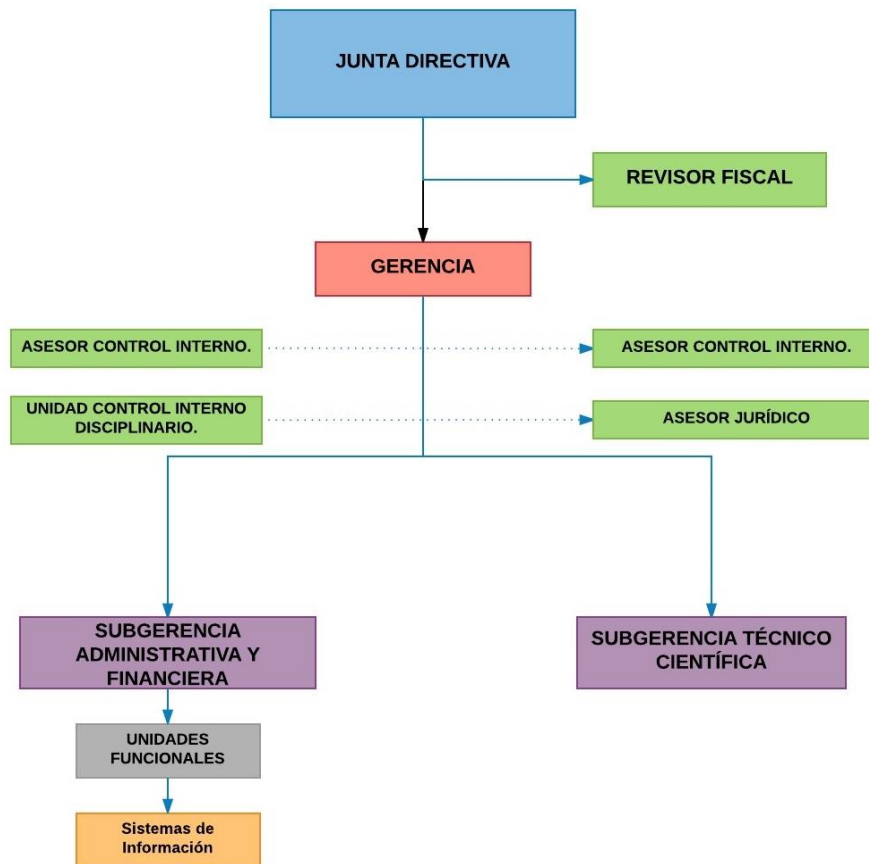 JUNTA DIRECTIVA
REVISOR FISCAL
GERENCIA
ASESOR CONTROL INTERNO.
ASESOR CONTROL INTERNO.
UNIDAD CONTROL INTERNO
DISCIPLINARIO.
ASESOR JURÍDICO
SUBGERENCIA
ADMINISTRATIVA Y
FINANCIERA
SUBGERENCIA TÉCNICO
CIENTÍFICA
UNIDADES
FUNCIONALES
Sistemas de
Información